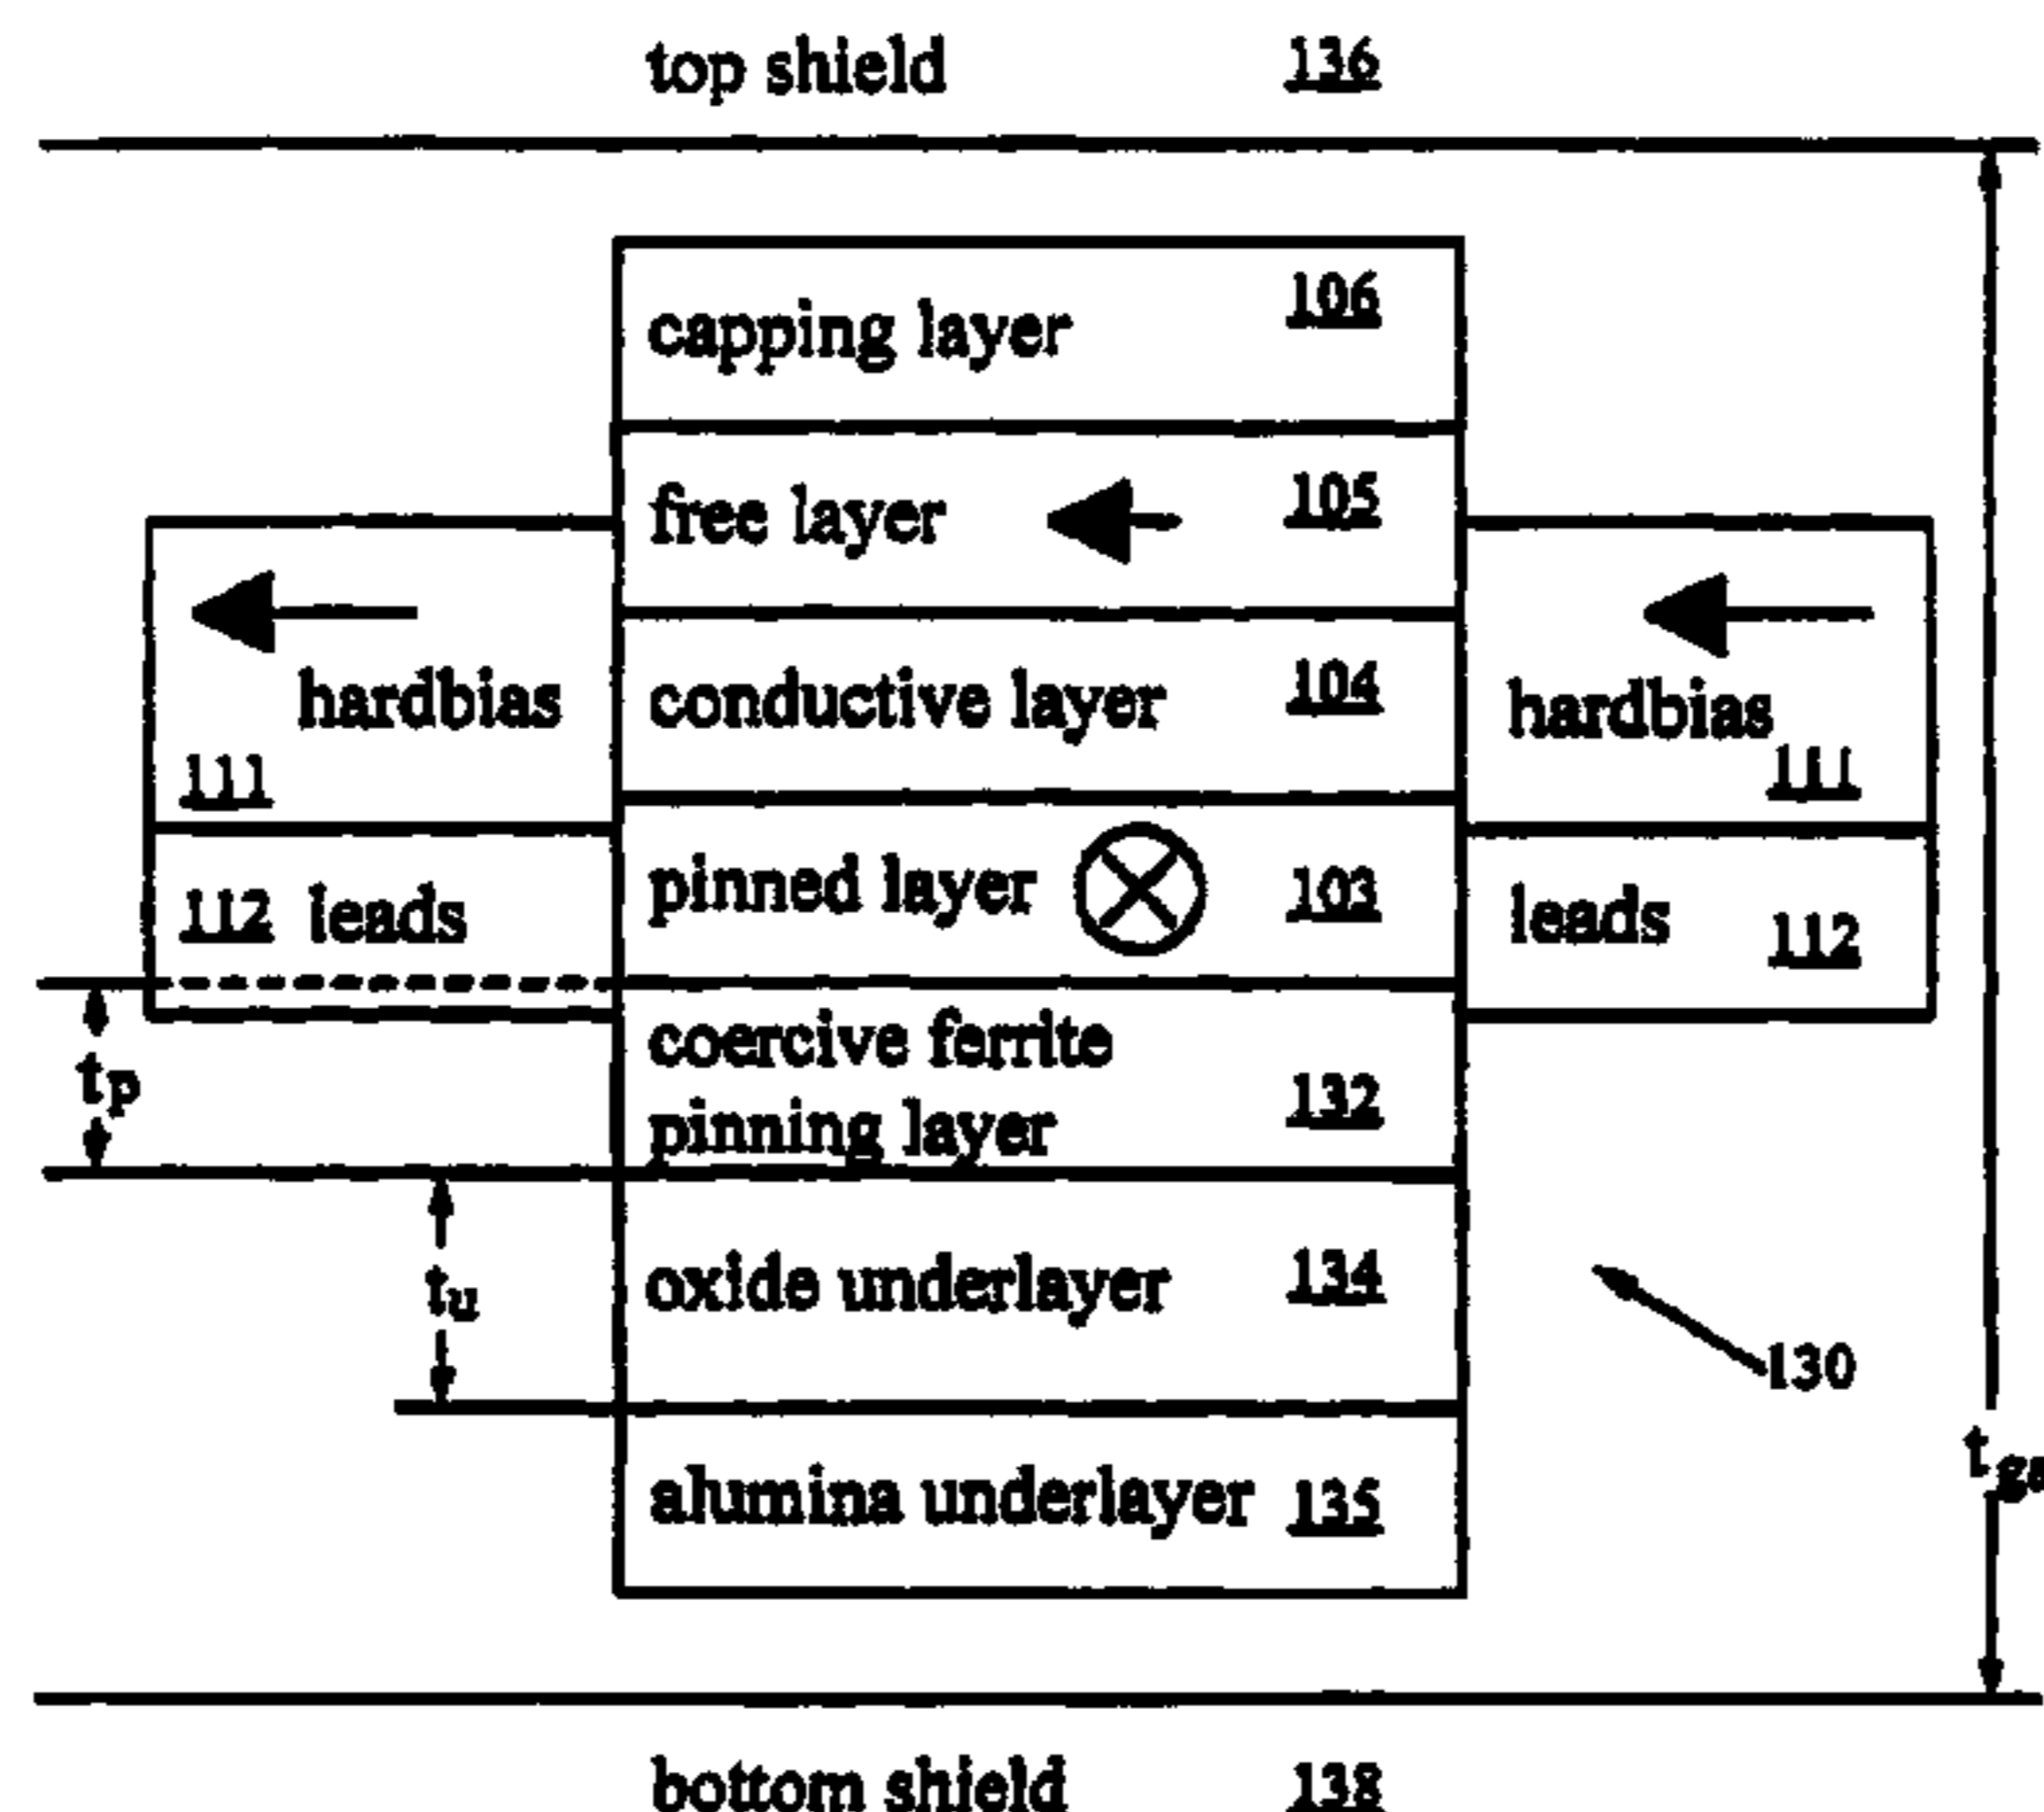 top shield 136
capping layer 106
free layer 105
hardbias 111
conductive layer 104
hardbias 111
112 leads
pinned layer 103
leads 112
tp
coercive ferrite
pinning layer 132
tu
oxide underlayer 134
130
alumina underlayer 135
bottom shield 138